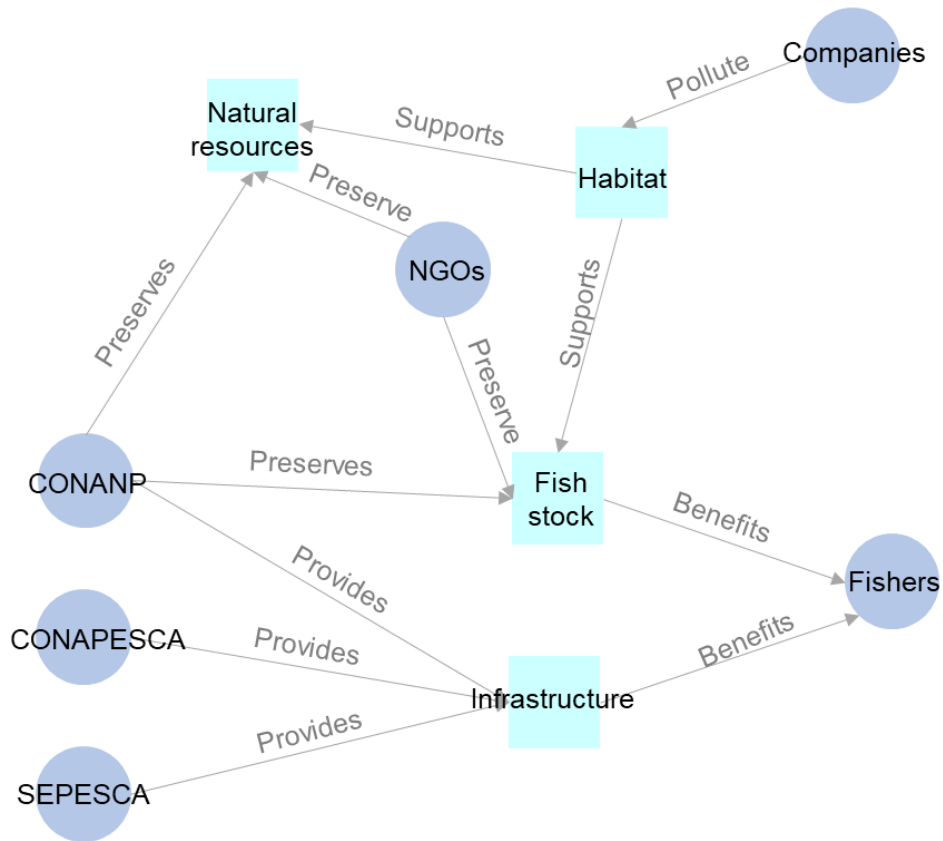 Companies
Pollute
Natural
resources
Supports
Habitat
Preserve
NGOs
Preserves
Supports
Preserve
CONANP
Preserves
Fish
stock
Benefits
Provides
Fishers
CONAPESCA
Provides
Benefits
Infrastructure
Provides
SEPESCA